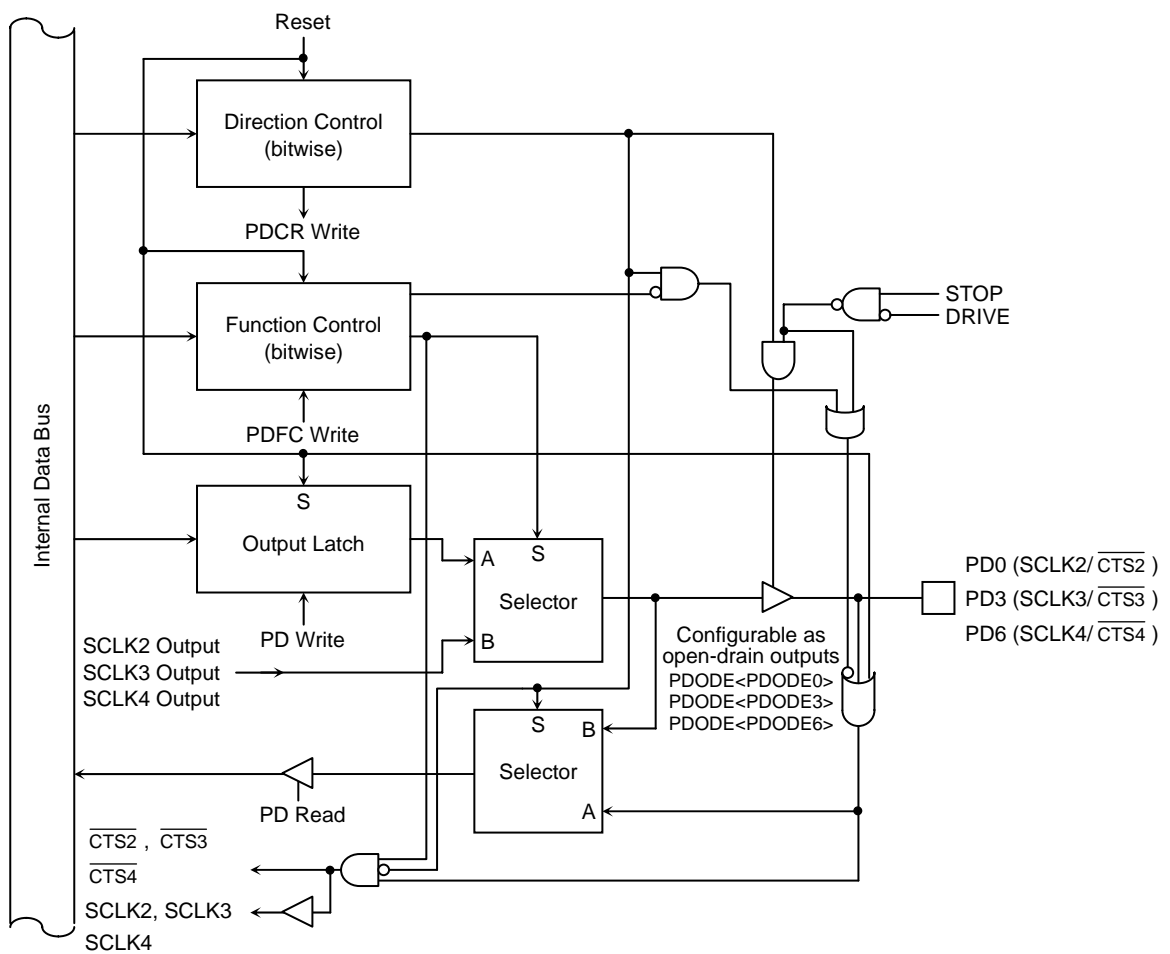 Reset
Direction Control
(bitwise)
PDCR Write
STOP
DRIVE
Function Control
(bitwise)
PDFC Write
Internal Data Bus
S
Output Latch
PD Write
A
S
Selector
B
SCLK2 Output
SCLK3 Output
SCLK4 Output
PD0 (SCLK2/ CTS2 )
PD3 (SCLK3/ CTS3 )
PD6 (SCLK4/ CTS4 )
Configurable as
open-drain outputs
PDODE<PDODE0>
PDODE<PDODE3>
PDODE<PDODE6>
S
B
Selector
A
PD Read
CTS2 , CTS3
CTS4
SCLK2, SCLK3
SCLK4